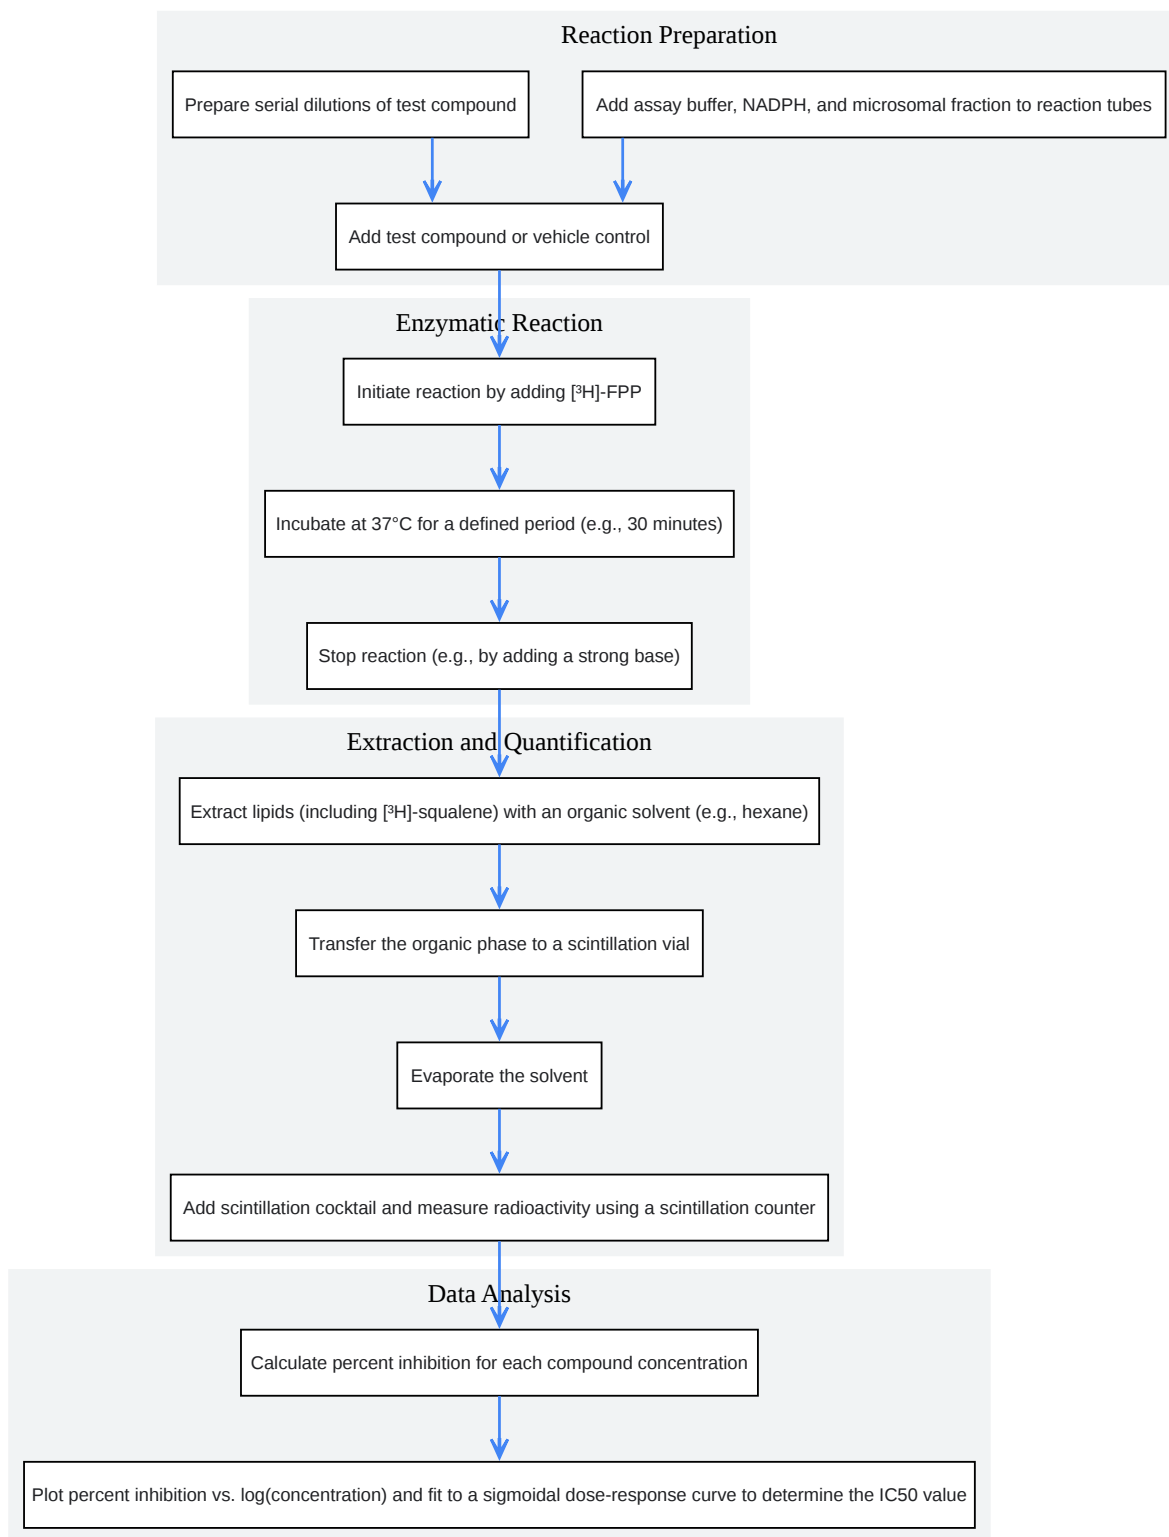 Reaction Preparation
Prepare serial dilutions of test compound
Add assay buffer, NADPH, and microsomal fraction to reaction tubes
Add test compound or vehicle control
Enzymatic Reaction
Initiate reaction by adding [³H]-FPP
Incubate at 37°C for a defined period (e.g., 30 minutes)
Stop reaction (e.g., by adding a strong base)
Extraction and Quantification
Extract lipids (including [³H]-squalene) with an organic solvent (e.g., hexane)
Transfer the organic phase to a scintillation vial
Evaporate the solvent
Add scintillation cocktail and measure radioactivity using a scintillation counter
Data Analysis
Calculate percent inhibition for each compound concentration
Plot percent inhibition vs. log(concentration) and fit to a sigmoidal dose-response curve to determine the IC50 value